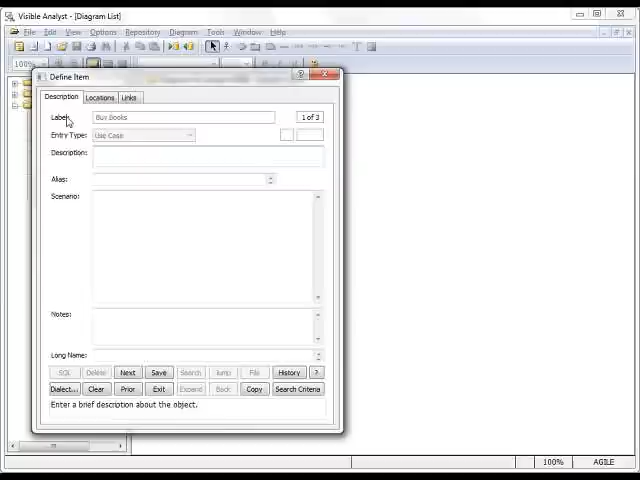 Visible Analyst - [Diagram List]
File Edit View Options Repository Diagram Tools Window Help
100%
Define Item
Description Locations Links
Label: Buy Books 1 of 3
Entry Type: Use Case
Description:
Alias:
Scenario:
Notes:
Long Name:
SQL Delete Next Save Search Jump File History ?
Dialect... Clear Prior Exit Expand Back Copy Search Criteria
Enter a brief description about the object.
100% AGILE